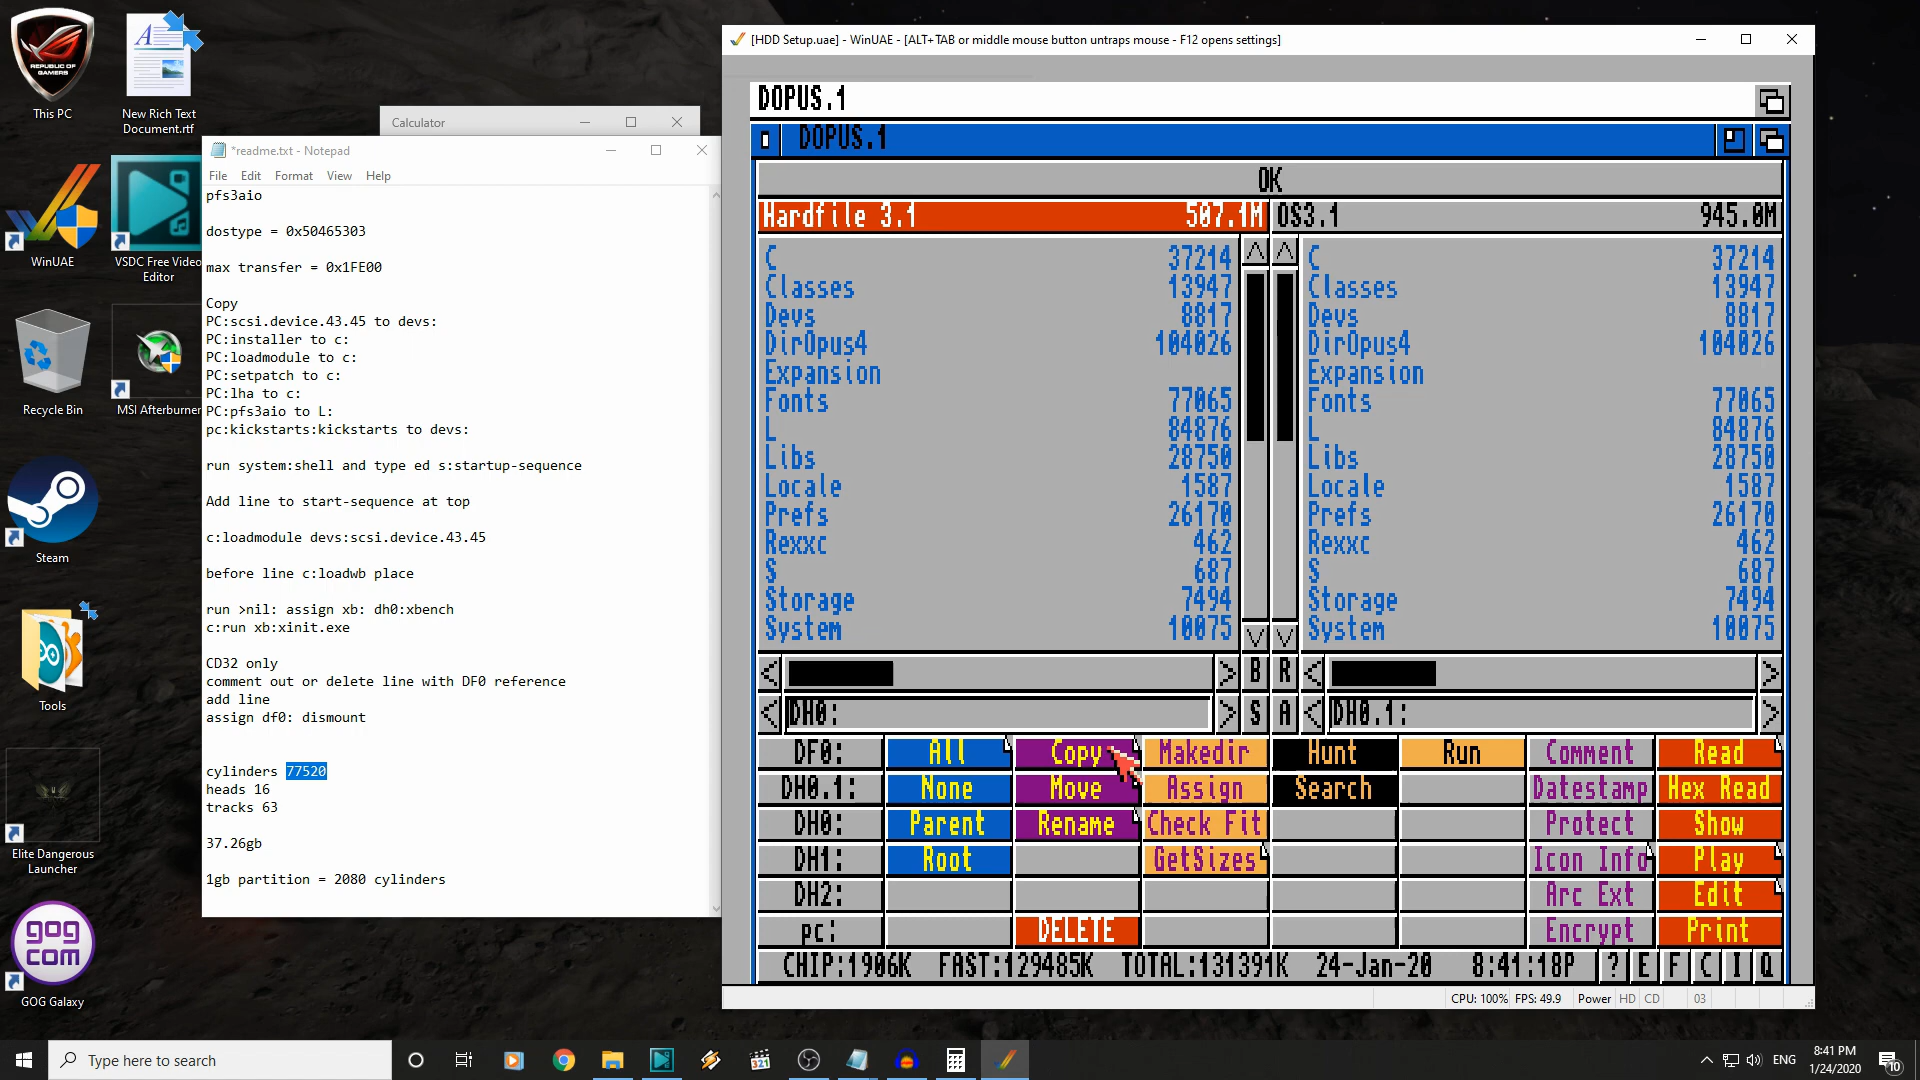 This PC
New Rich Text
Document.rtf
WinUAE
VSDC Free Video
Editor
Recycle Bin
MSI Afterburner
Steam
Tools
Elite Dangerous
Launcher
gog
com
GOG Galaxy
REPUBLIC OF
GAMERS
Calculator
*readme.txt - Notepad
File Edit Format View Help
pfs3aio
dostype = 0x50465303
max transfer = 0x1FE00
Copy
PC:scsi.device.43.45 to devs:
PC:installer to c:
PC:loadmodule to c:
PC:setpatch to c:
PC:lha to c:
PC:pfs3aio to L:
pc:kickstarts:kickstarts to devs:
run system:shell and type ed s:startup-sequence
Add line to start-sequence at top
c:loadmodule devs:scsi.device.43.45
before line c:loadwb place
run >nil: assign xb: dh0:xbench
c:run xb:xinit.exe
CD32 only
comment out or delete line with DF0 reference
add line
assign df0: dismount
cylinders 77520
heads 16
tracks 63
37.26gb
1gb partition = 2080 cylinders
[HDD Setup.uae] - WinUAE - [ALT+TAB or middle mouse button untraps mouse - F12 opens settings]
DOPUS.1
DOPUS.1
OK
Hardfile 3.1 507.1M OS3.1 945.0M
C 37214 C 37214
Classes 13947 Classes 13947
Devs 8817 Devs 8817
DirOpus4 104026 DirOpus4 104026
Expansion Expansion
Fonts 77065 Fonts 77065
L 84876 L 84876
Libs 28750 Libs 28750
Locale 1587 Locale 1587
Prefs 26170 Prefs 26170
Rexxc 462 Rexxc 462
S 687 S 687
Storage 7494 Storage 7494
System 10075 System 10075
< > B R < >
< DH0: > S A < DH0.1: >
DF0: All Copy Makedir Hunt Run Comment Read
DH0.1: None Move Assign Search Datestamp Hex Read
DH0: Parent Rename Check Fit Protect Show
DH1: Root GetSizes Icon Info Play
DH2: Arc Ext Edit
pc: DELETE Encrypt Print
CHIP:1906K FAST:129485K TOTAL:131391K 24-Jan-20 8:41:18P ? E F C I Q
CPU: 100% FPS: 49.9 Power HD CD 03
Type here to search
321
ENG
8:41 PM
1/24/2020
10